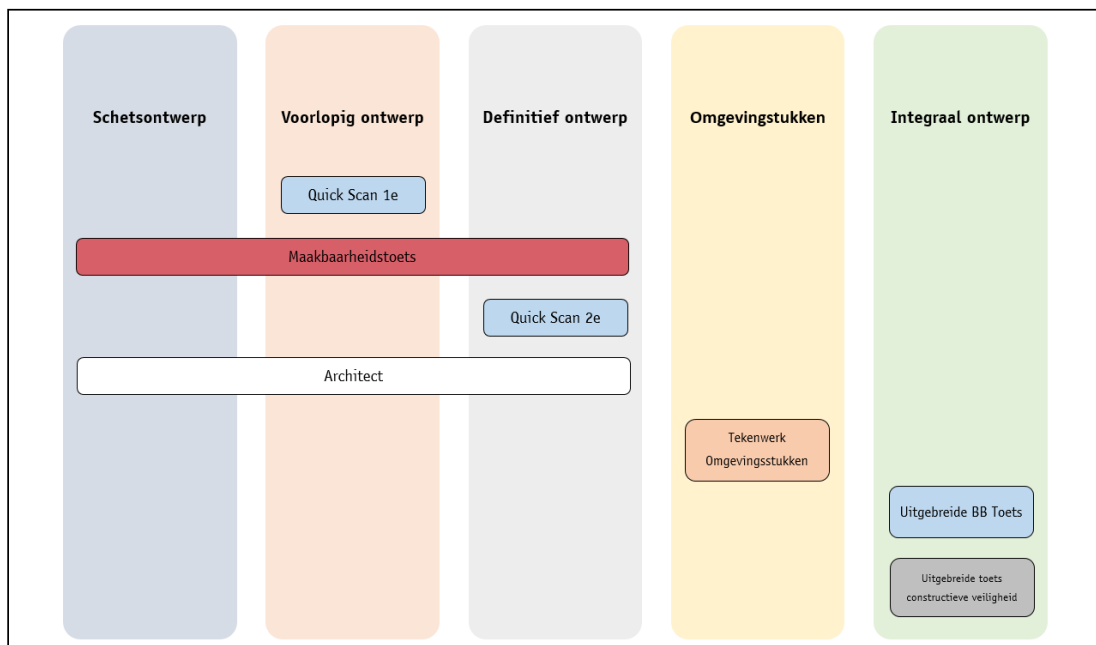 Schetsontwerp
Voorlopig ontwerp
Definitief ontwerp
Omgevingstukken
Integraal ontwerp
Quick Scan 1e
Maakbaarheidstoets
Quick Scan 2e
Architect
Tekenwerk
Omgevingsstukken
Uitgebreide BB Toets
Uitgebreide toets
constructieve veiligheid